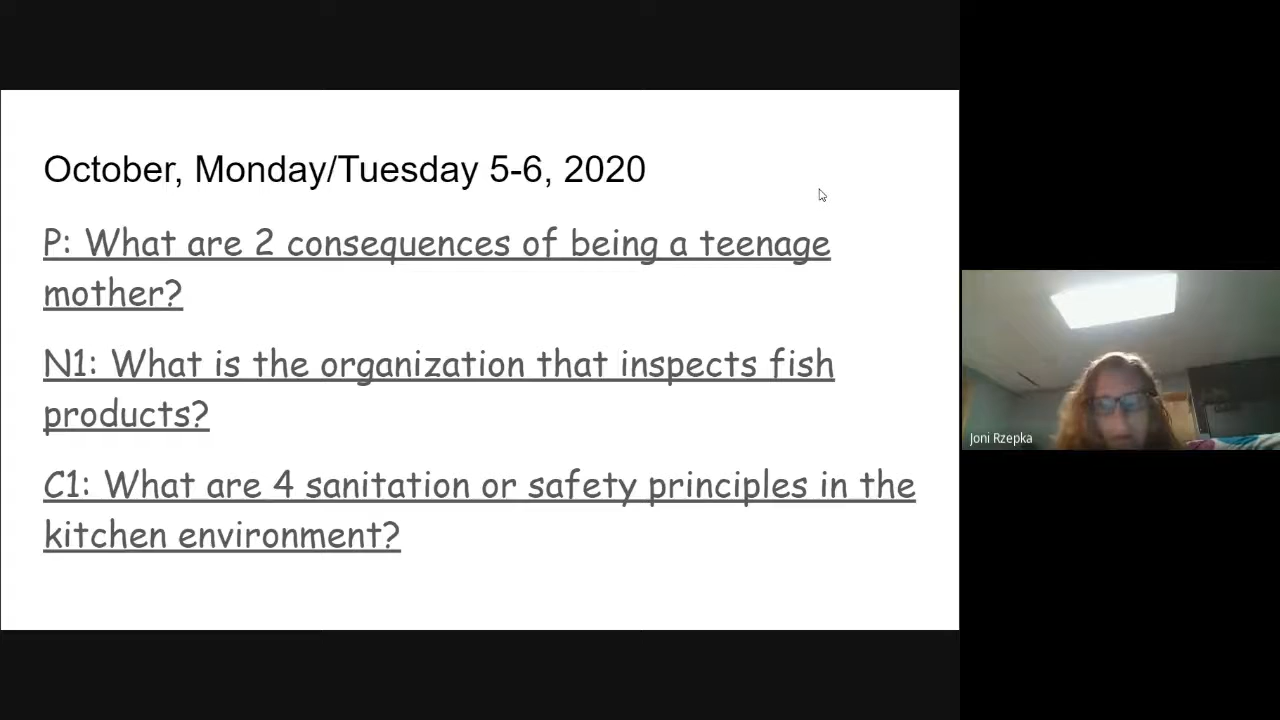 October, Monday/Tuesday 5-6, 2020
P: What are 2 consequences of being a teenage
mother?
N1: What is the organization that inspects fish
products?
C1: What are 4 sanitation or safety principles in the
kitchen environment?
Joni Rzepka